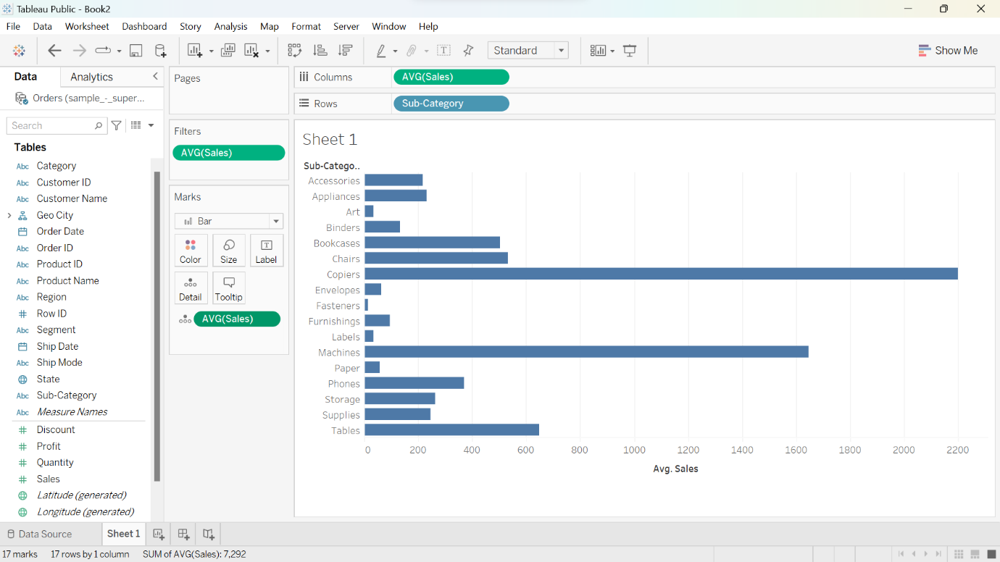 Tableau Public - Book2
File Data Worksheet Dashboard Story Analysis Map Format Server Window Help
Standard
Show Me
Data
Analytics
Orders (sample_-_super...
Search
Tables
Abc Category
Abc Customer ID
Abc Customer Name
Geo City
Order Date
Abc Order ID
Abc Product ID
Abc Product Name
Abc Region
# Row ID
Abc Segment
Ship Date
Abc Ship Mode
State
Abc Sub-Category
Abc Measure Names
# Discount
# Profit
# Quantity
# Sales
Latitude (generated)
Longitude (generated)
Pages
Filters
AVG(Sales)
Marks
Bar
Color Size Label
Detail Tooltip
AVG(Sales)
Columns AVG(Sales)
Rows Sub-Category
Sheet 1
Sub-Catego..
Accessories
Appliances
Art
Binders
Bookcases
Chairs
Copiers
Envelopes
Fasteners
Furnishings
Labels
Machines
Paper
Phones
Storage
Supplies
Tables
0 200 400 600 800 1000 1200 1400 1600 1800 2000 2200
Avg. Sales
Data Source Sheet 1
17 marks 17 rows by 1 column SUM of AVG(Sales): 7,292